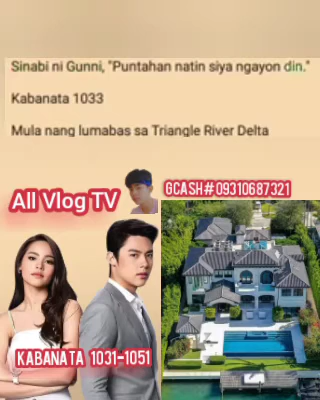 Sinabi ni Gunni, "Puntahan natin siya ngayon din."
Kabanata 1033
Mula nang lumabas sa Triangle River Delta
All Vlog TV
GCASH#09310687321
KABANATA 1031-1051